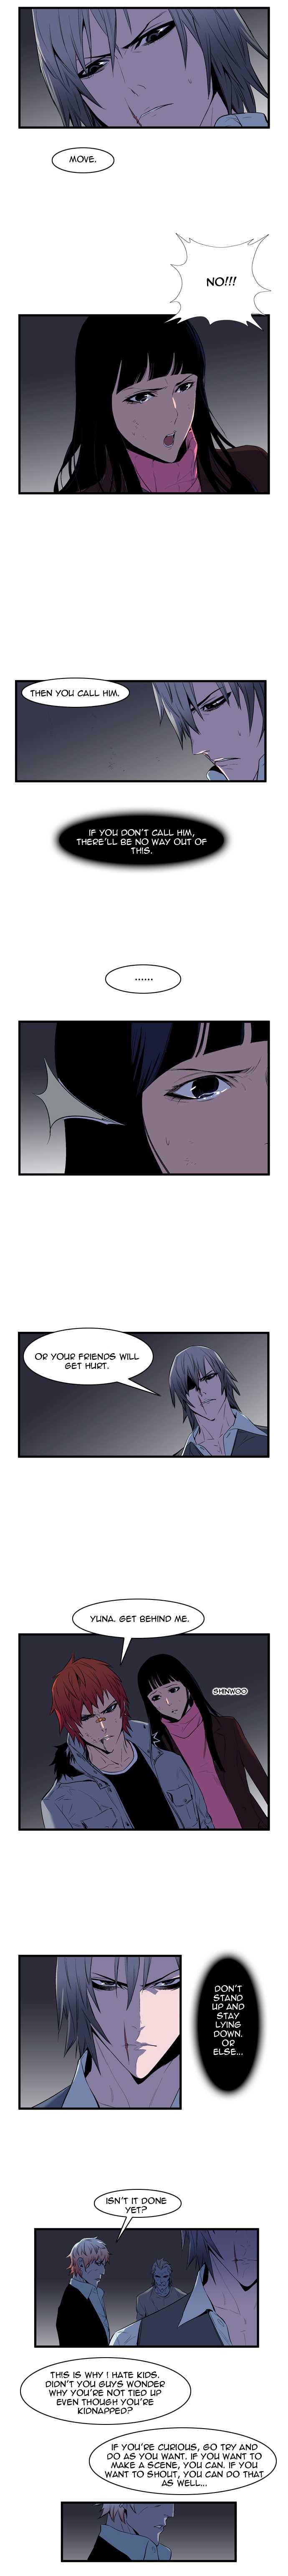 MOVE.
NO!!!
THEN YOU CALL HIM.
IF YOU DON'T CALL HIM,
THERE'LL BE NO WAY OUT OF
THIS.
......
OR YOUR FRIENDS WILL
GET HURT.
YUNA. GET BEHIND ME.
SHINWOO
DON'T
STAND
UP AND
STAY
LYING
DOWN.
OR
ELSE...
ISN'T IT DONE
YET?
THIS IS WHY I HATE KIDS.
DIDN'T YOU GUYS WONDER
WHY YOU'RE NOT TIED UP
EVEN THOUGH YOU'RE
KIDNAPPED?
IF YOU'RE CURIOUS, GO TRY AND
DO AS YOU WANT. IF YOU WANT TO
MAKE A SCENE, YOU CAN. IF YOU
WANT TO SHOUT, YOU CAN DO THAT
AS WELL...